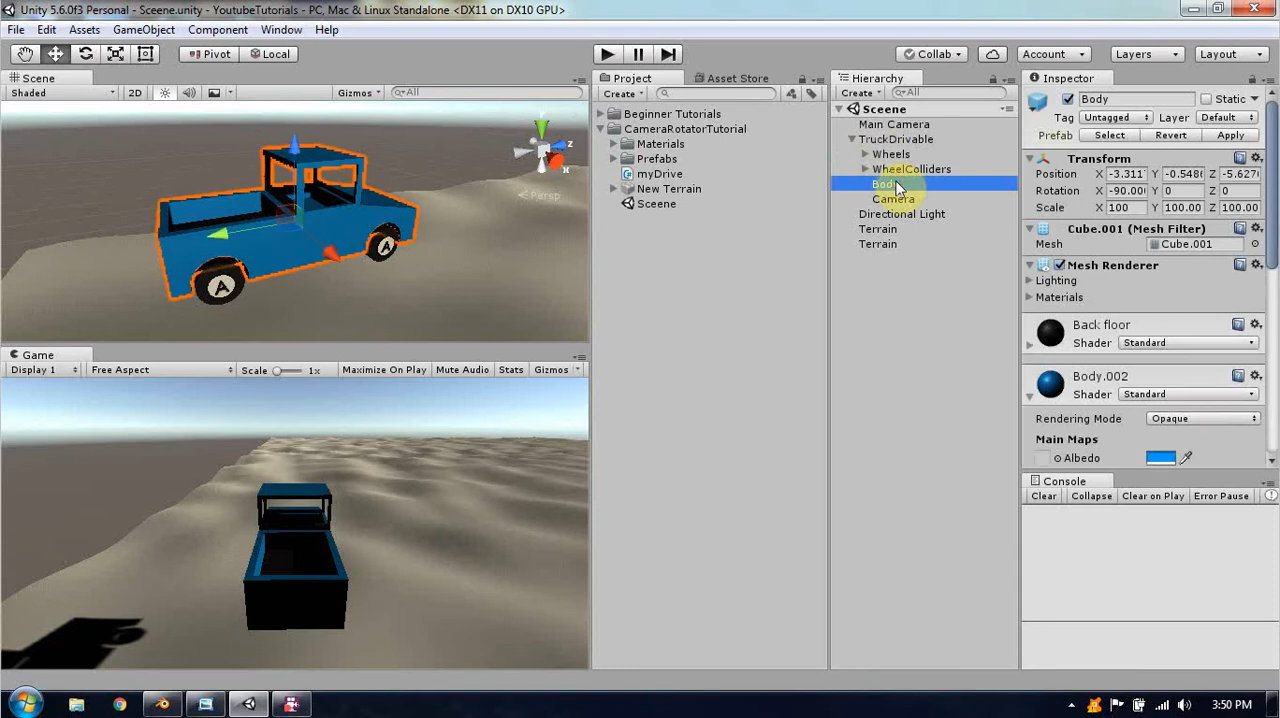 Unity 5.6.0f3 Personal - Sceene.unity - YoutubeTutorials - PC, Mac & Linux Standalone <DX11 on DX10 GPU>
File Edit Assets GameObject Component Window Help
Pivot Local Collab Account Layers Layout
Scene
Shaded 2D Gizmos All
y z x
Persp
A A
Game
Display 1 Free Aspect Scale 1x Maximize On Play Mute Audio Stats Gizmos
Project Asset Store
Create
Beginner Tutorials
CameraRotatorTutorial
Materials
Prefabs
myDrive
New Terrain
Sceene
Hierarchy
Create All
Sceene
Main Camera
TruckDrivable
Wheels
WheelColliders
Body
Camera
Directional Light
Terrain
Terrain
Inspector
Body Static
Tag Untagged Layer Default
Prefab Select Revert Apply
Transform
Position X -3.311 Y -0.548 Z -5.627
Rotation X -90.00 Y 0 Z 0
Scale X 100 Y 100.00 Z 100.00
Cube.001 (Mesh Filter)
Mesh Cube.001
Mesh Renderer
Lighting
Materials
Back floor
Shader Standard
Body.002
Shader Standard
Rendering Mode Opaque
Main Maps
Albedo
Console
Clear Collapse Clear on Play Error Pause
3:50 PM